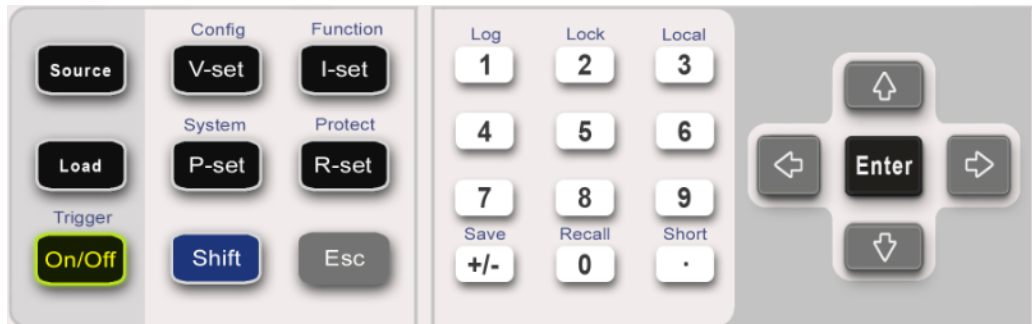 Config Function Log Lock Local
Source V-set I-set 1 2 3
System Protect 4 5 6
Load P-set R-set Enter
Trigger 7 8 9
Save Recall Short
On/Off Shift Esc +/- 0 .